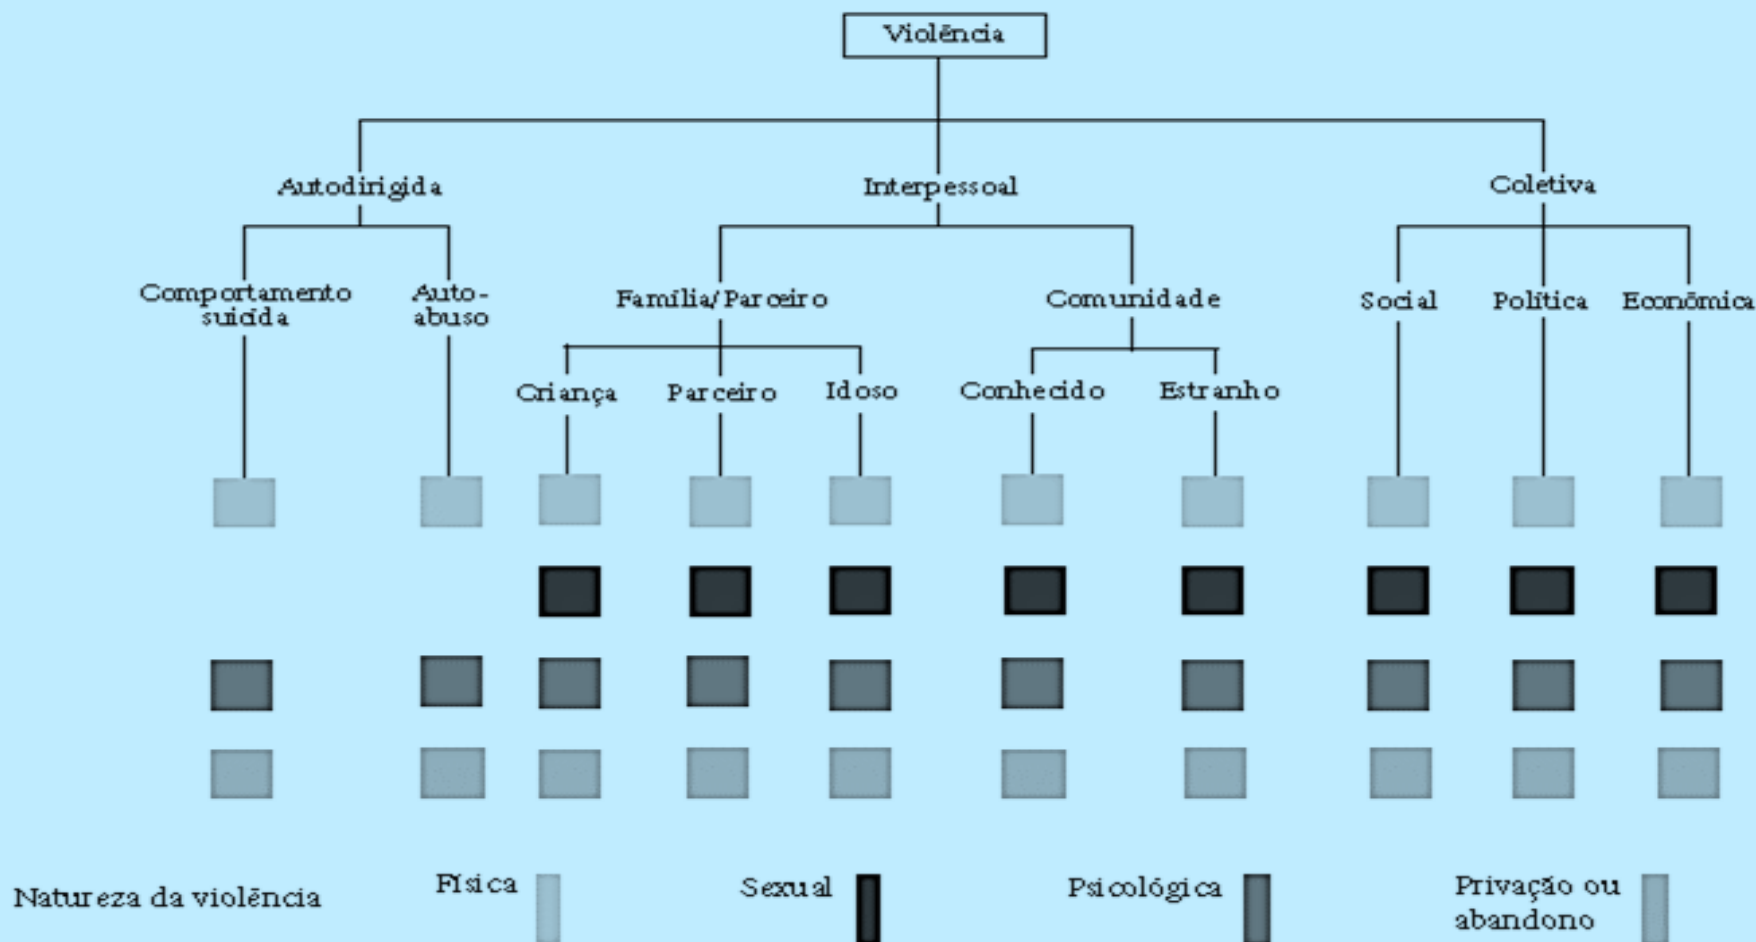 Violência
Autodirigida
Interpessoal
Coletiva
Comportamento
suicída
Auto-
abuso
Família/Parceiro
Comunidade
Social
Política
Econômica
Criança
Parceiro
Idoso
Conhecido
Estranho
Natureza da violência
Física
Sexual
Psicológica
Privação ou
abandono